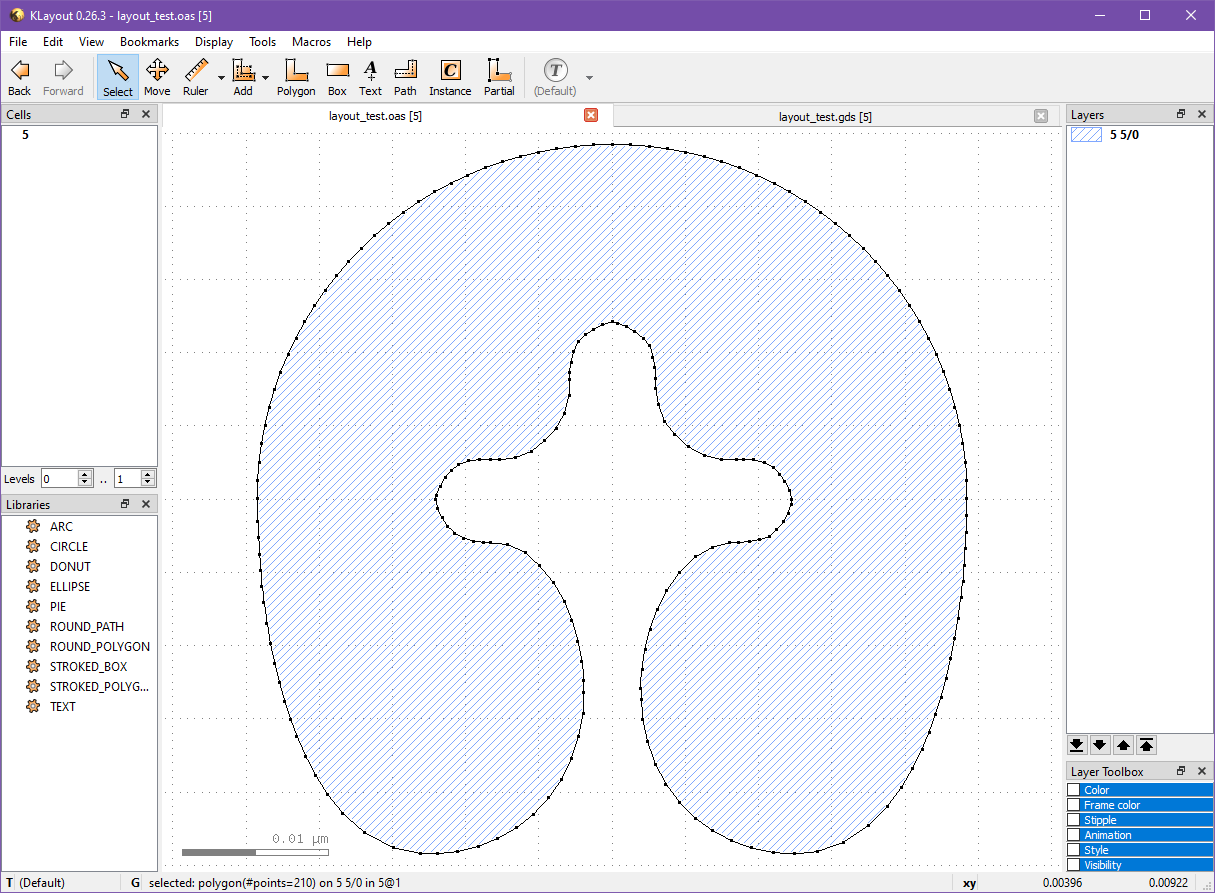 KLayout 0.26.3 - layout_test.oas [5]
File Edit View Bookmarks Display Tools Macros Help
Back Forward Select Move Ruler Add Polygon Box Text Path Instance Partial (Default)
Cells
5
Levels 0 .. 1
Libraries
ARC
CIRCLE
DONUT
ELLIPSE
PIE
ROUND_PATH
ROUND_POLYGON
STROKED_BOX
STROKED_POLYG...
TEXT
layout_test.oas [5] layout_test.gds [5]
0.01 µm
Layers
5 5/0
Layer Toolbox
Color
Frame color
Stipple
Animation
Style
Visibility
T (Default) G selected: polygon(#points=210) on 5 5/0 in 5@1 xy 0.00396 0.00922